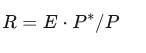 R = E · P* / P